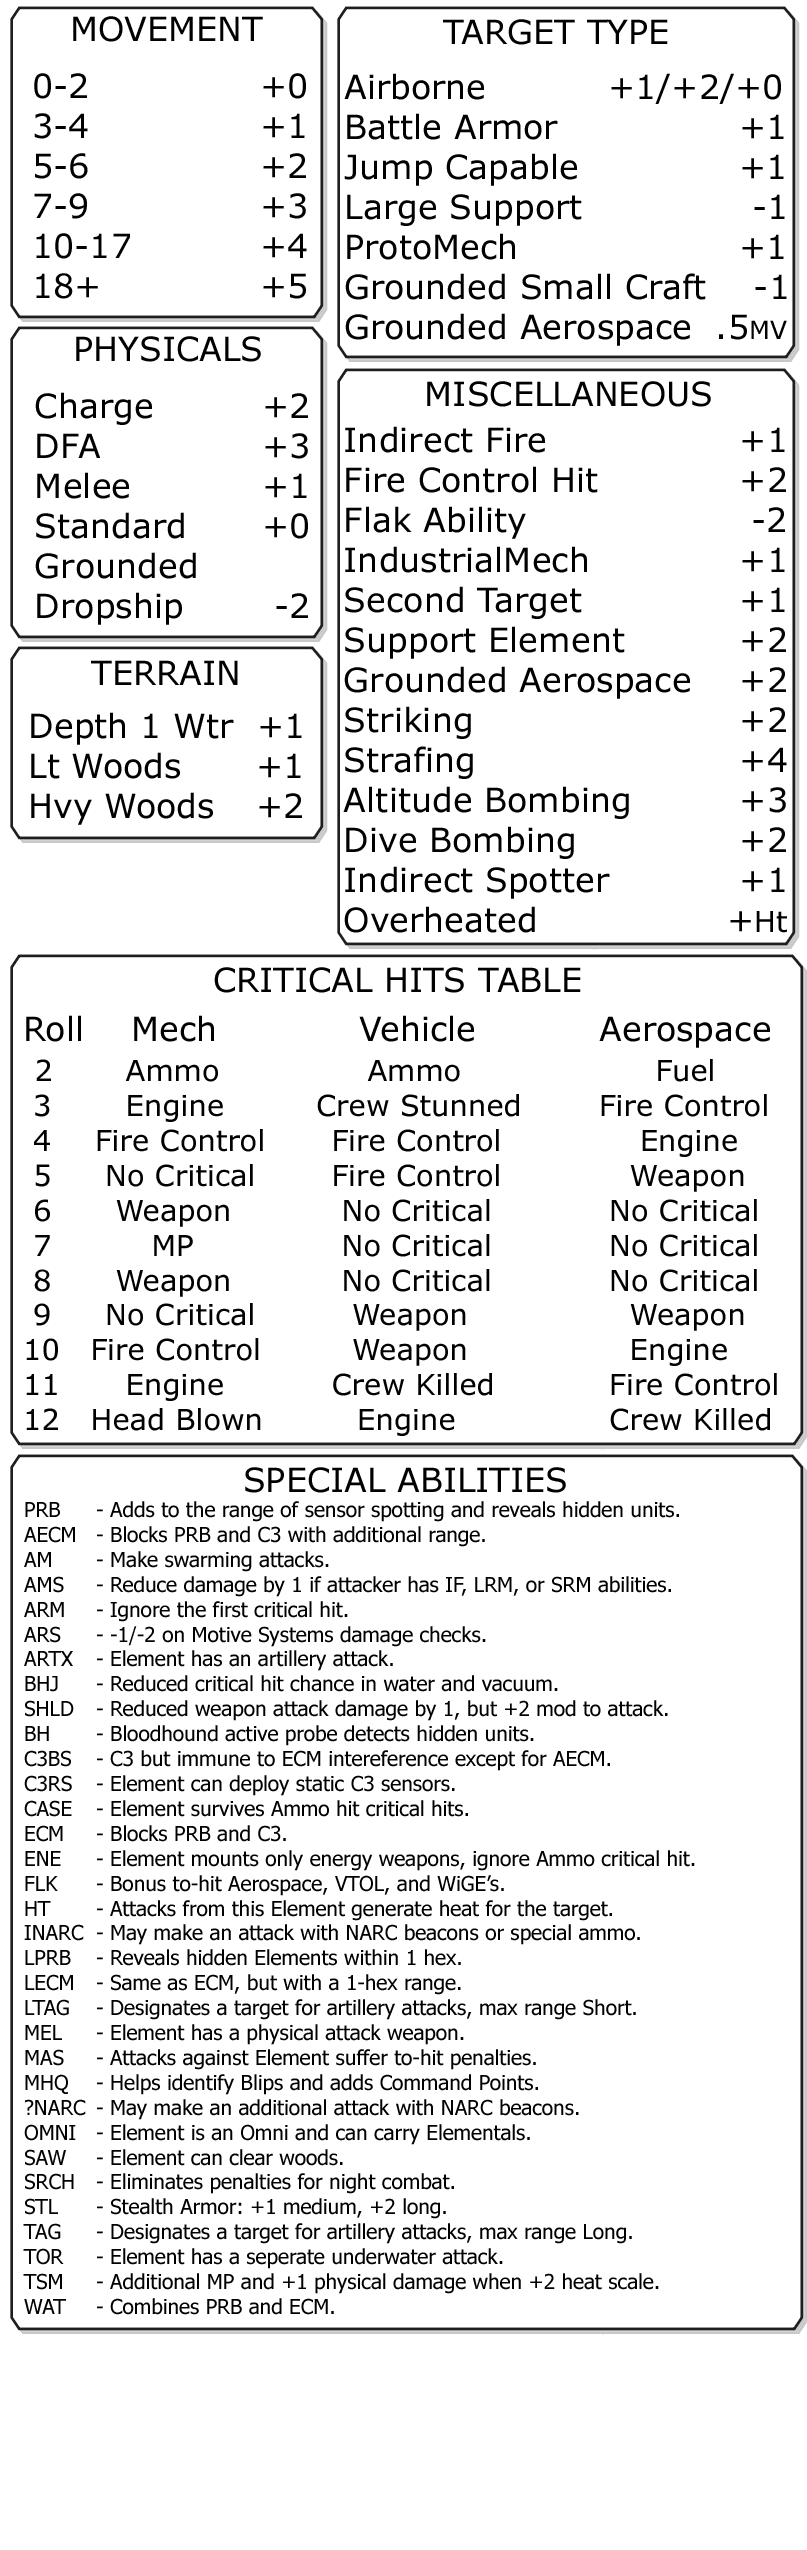 MOVEMENT
0-2 +0
3-4 +1
5-6 +2
7-9 +3
10-17 +4
18+ +5
PHYSICALS
Charge +2
DFA +3
Melee +1
Standard +0
Grounded
Dropship -2
TERRAIN
Depth 1 Wtr +1
Lt Woods +1
Hvy Woods +2
TARGET TYPE
Airborne +1/+2/+0
Battle Armor +1
Jump Capable +1
Large Support -1
ProtoMech +1
Grounded Small Craft -1
Grounded Aerospace .5MV
MISCELLANEOUS
Indirect Fire +1
Fire Control Hit +2
Flak Ability -2
IndustrialMech +1
Second Target +1
Support Element +2
Grounded Aerospace +2
Striking +2
Strafing +4
Altitude Bombing +3
Dive Bombing +2
Indirect Spotter +1
Overheated +Ht
CRITICAL HITS TABLE
Roll Mech Vehicle Aerospace
2 Ammo Ammo Fuel
3 Engine Crew Stunned Fire Control
4 Fire Control Fire Control Engine
5 No Critical Fire Control Weapon
6 Weapon No Critical No Critical
7 MP No Critical No Critical
8 Weapon No Critical No Critical
9 No Critical Weapon Weapon
10 Fire Control Weapon Engine
11 Engine Crew Killed Fire Control
12 Head Blown Engine Crew Killed
SPECIAL ABILITIES
PRB - Adds to the range of sensor spotting and reveals hidden units.
AECM - Blocks PRB and C3 with additional range.
AM - Make swarming attacks.
AMS - Reduce damage by 1 if attacker has IF, LRM, or SRM abilities.
ARM - Ignore the first critical hit.
ARS - -1/-2 on Motive Systems damage checks.
ARTX - Element has an artillery attack.
BHJ - Reduced critical hit chance in water and vacuum.
SHLD - Reduced weapon attack damage by 1, but +2 mod to attack.
BH - Bloodhound active probe detects hidden units.
C3BS - C3 but immune to ECM intereference except for AECM.
C3RS - Element can deploy static C3 sensors.
CASE - Element survives Ammo hit critical hits.
ECM - Blocks PRB and C3.
ENE - Element mounts only energy weapons, ignore Ammo critical hit.
FLK - Bonus to-hit Aerospace, VTOL, and WiGE's.
HT - Attacks from this Element generate heat for the target.
INARC - May make an attack with NARC beacons or special ammo.
LPRB - Reveals hidden Elements within 1 hex.
LECM - Same as ECM, but with a 1-hex range.
LTAG - Designates a target for artillery attacks, max range Short.
MEL - Element has a physical attack weapon.
MAS - Attacks against Element suffer to-hit penalties.
MHQ - Helps identify Blips and adds Command Points.
?NARC - May make an additional attack with NARC beacons.
OMNI - Element is an Omni and can carry Elementals.
SAW - Element can clear woods.
SRCH - Eliminates penalties for night combat.
STL - Stealth Armor: +1 medium, +2 long.
TAG - Designates a target for artillery attacks, max range Long.
TOR - Element has a seperate underwater attack.
TSM - Additional MP and +1 physical damage when +2 heat scale.
WAT - Combines PRB and ECM.